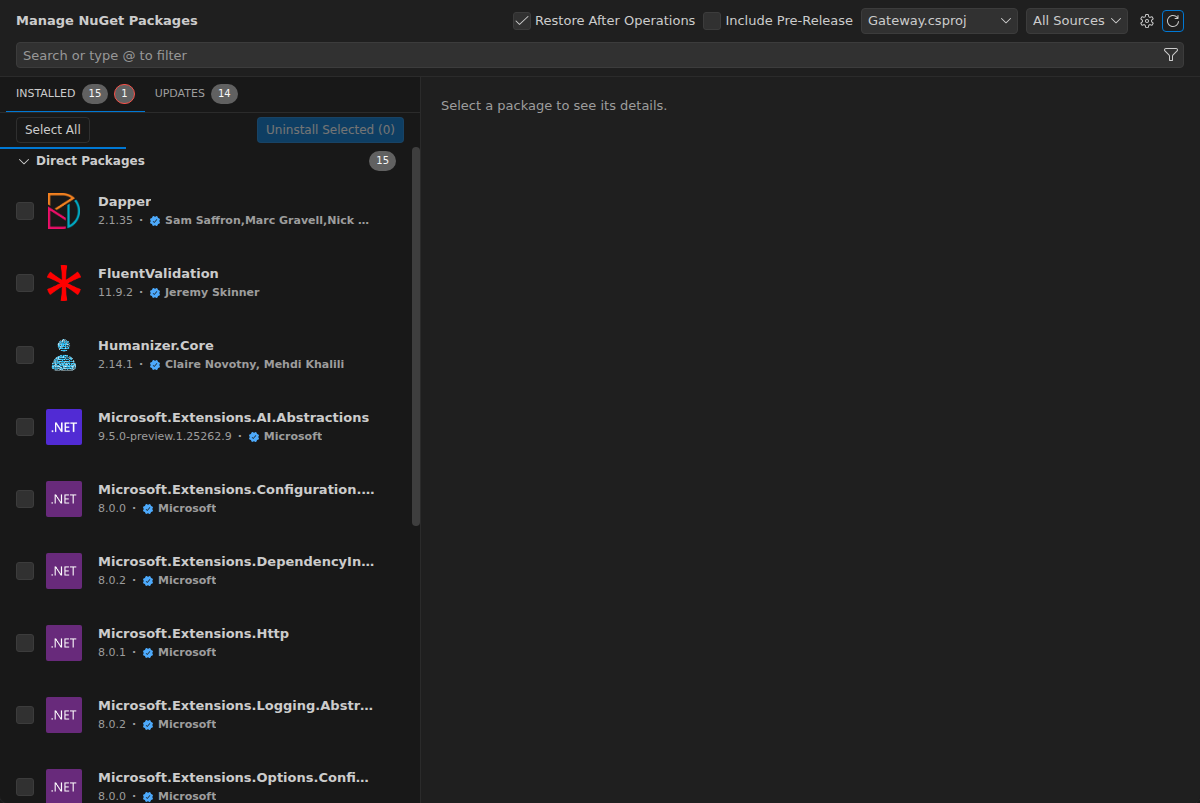 Manage NuGet Packages
Restore After Operations
Include Pre-Release
Gateway.csproj
All Sources
Search or type @ to filter
INSTALLED 15 1 UPDATES 14
Select All
Uninstall Selected (0)
Select a package to see its details.
Direct Packages 15
Dapper
2.1.35 · Sam Saffron,Marc Gravell,Nick ...
FluentValidation
11.9.2 · Jeremy Skinner
Humanizer.Core
2.14.1 · Claire Novotny, Mehdi Khalili
.NET
Microsoft.Extensions.AI.Abstractions
9.5.0-preview.1.25262.9 · Microsoft
.NET
Microsoft.Extensions.Configuration....
8.0.0 · Microsoft
.NET
Microsoft.Extensions.DependencyIn...
8.0.2 · Microsoft
.NET
Microsoft.Extensions.Http
8.0.1 · Microsoft
.NET
Microsoft.Extensions.Logging.Abstr...
8.0.2 · Microsoft
.NET
Microsoft.Extensions.Options.Confi...
8.0.0 · Microsoft